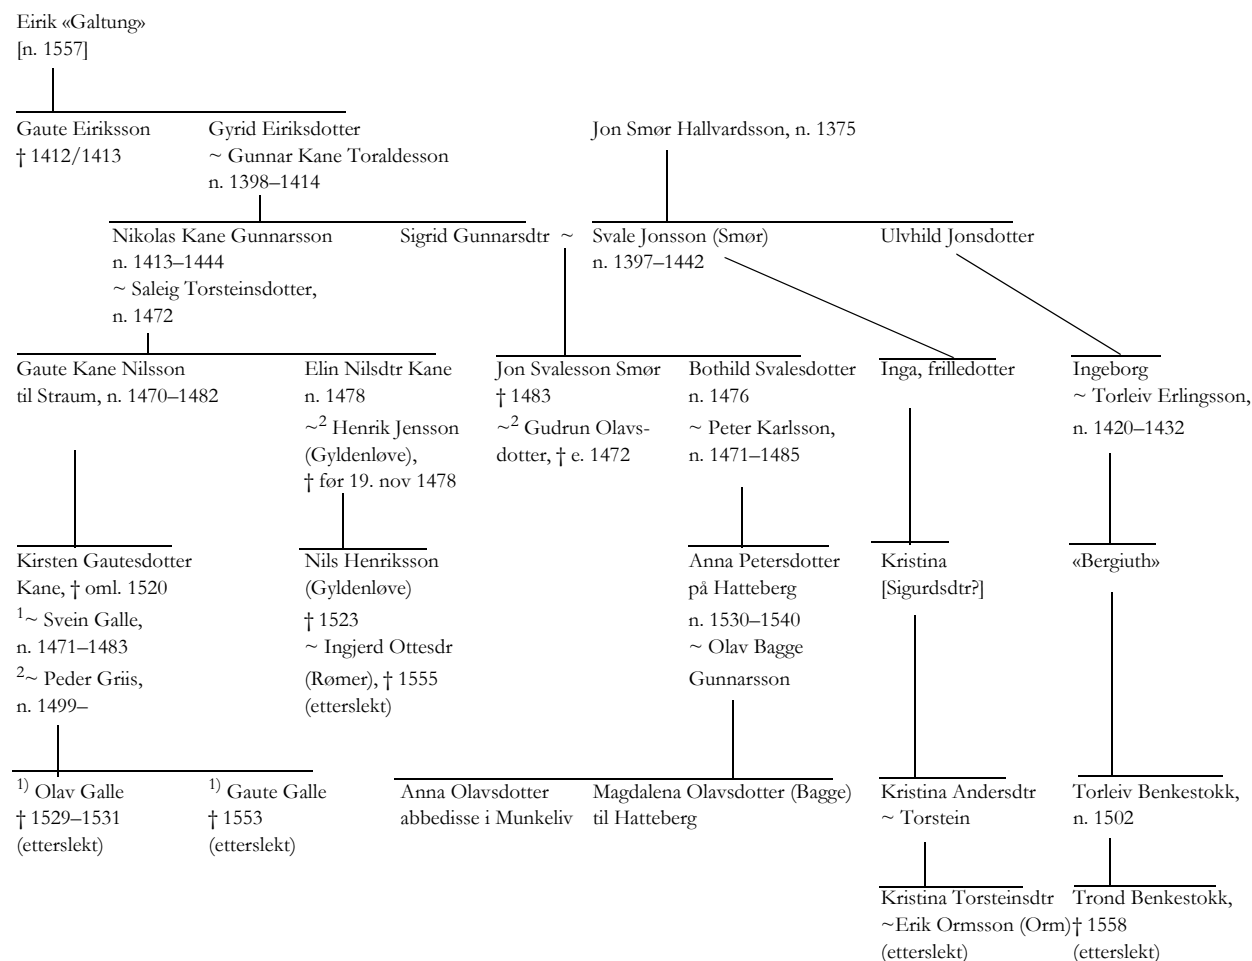 Eirik «Galtung»
[n. 1557]
Gaute Eiriksson
† 1412/1413
Gyrid Eiriksdotter
~ Gunnar Kane Toraldesson
n. 1398–1414
Jon Smør Hallvardsson, n. 1375
Nikolas Kane Gunnarsson
n. 1413–1444
~ Saleig Torsteinsdotter,
n. 1472
Sigrid Gunnarsdtr ~
Svale Jonsson (Smør)
n. 1397–1442
Ulvhild Jonsdotter
Gaute Kane Nilsson
til Straum, n. 1470–1482
Elin Nilsdtr Kane
n. 1478
~2 Henrik Jensson
(Gyldenløve),
† før 19. nov 1478
Jon Svalesson Smør
† 1483
~2 Gudrun Olavs-
dotter, † e. 1472
Bothild Svalesdotter
n. 1476
~ Peter Karlsson,
n. 1471–1485
Inga, frilledotter
Ingeborg
~ Torleiv Erlingsson,
n. 1420–1432
Kirsten Gautesdotter
Kane, † oml. 1520
1~ Svein Galle,
n. 1471–1483
2~ Peder Griis,
n. 1499–
Nils Henriksson
(Gyldenløve)
† 1523
~ Ingjerd Ottesdr
(Rømer), † 1555
(etterslekt)
Anna Petersdotter
på Hatteberg
n. 1530–1540
~ Olav Bagge
Gunnarsson
Kristina
[Sigurdsdtr?]
«Bergiuth»
1) Olav Galle
† 1529–1531
(etterslekt)
1) Gaute Galle
† 1553
(etterslekt)
Anna Olavsdotter
abbedisse i Munkeliv
Magdalena Olavsdotter (Bagge)
til Hatteberg
Kristina Andersdtr
~ Torstein
Torleiv Benkestokk,
n. 1502
Kristina Torsteinsdtr
~Erik Ormsson (Orm)
(etterslekt)
Trond Benkestokk,
† 1558
(etterslekt)